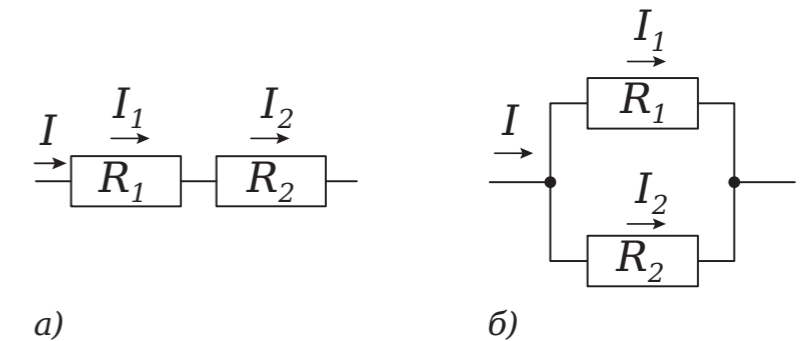 I I₁ I₂
R₁ R₂
а)
I I₁
R₁
I₂
R₂
б)